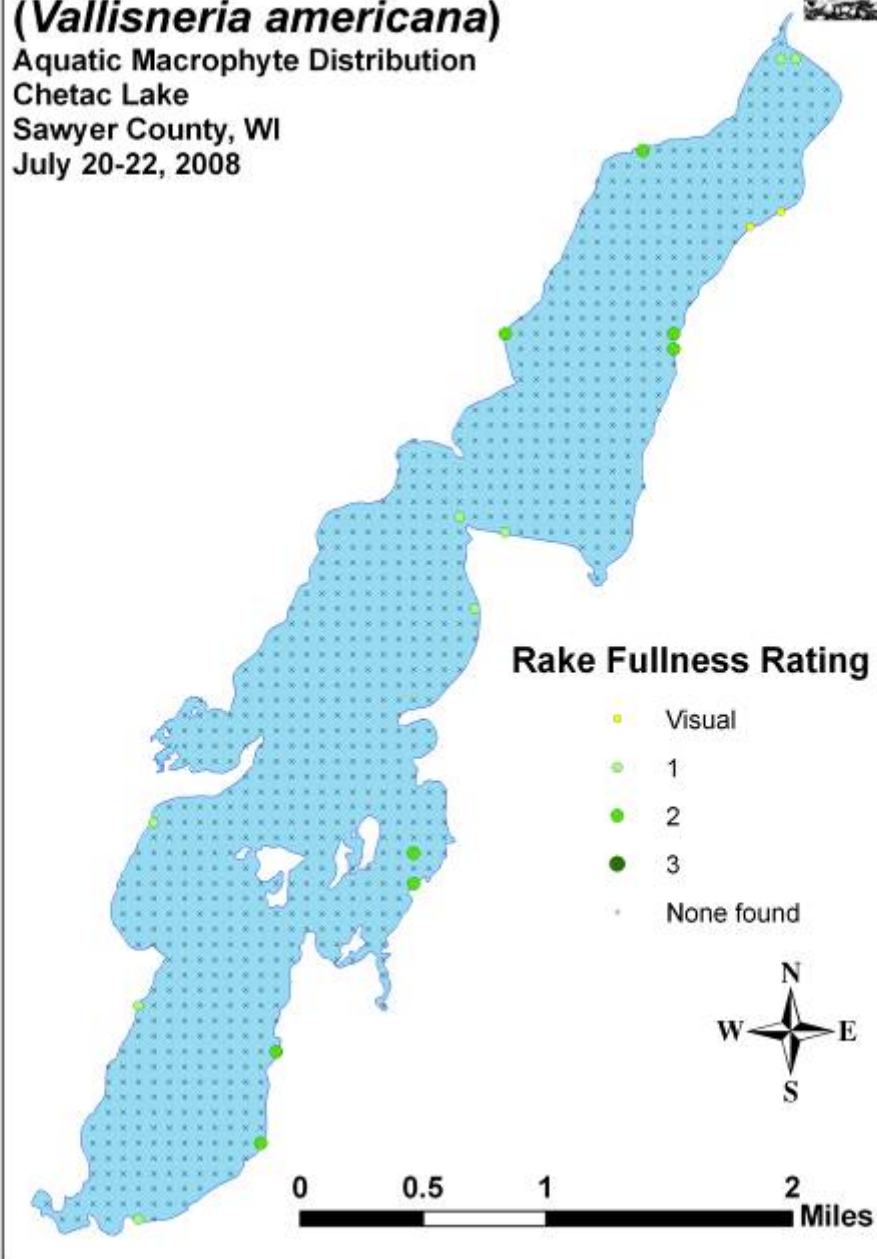 (Vallisneria americana)
Aquatic Macrophyte Distribution
Chetac Lake
Sawyer County, WI
July 20-22, 2008
Rake Fullness Rating
Visual
1
2
3
None found
N
W E
S
0 0.5 1 2
Miles